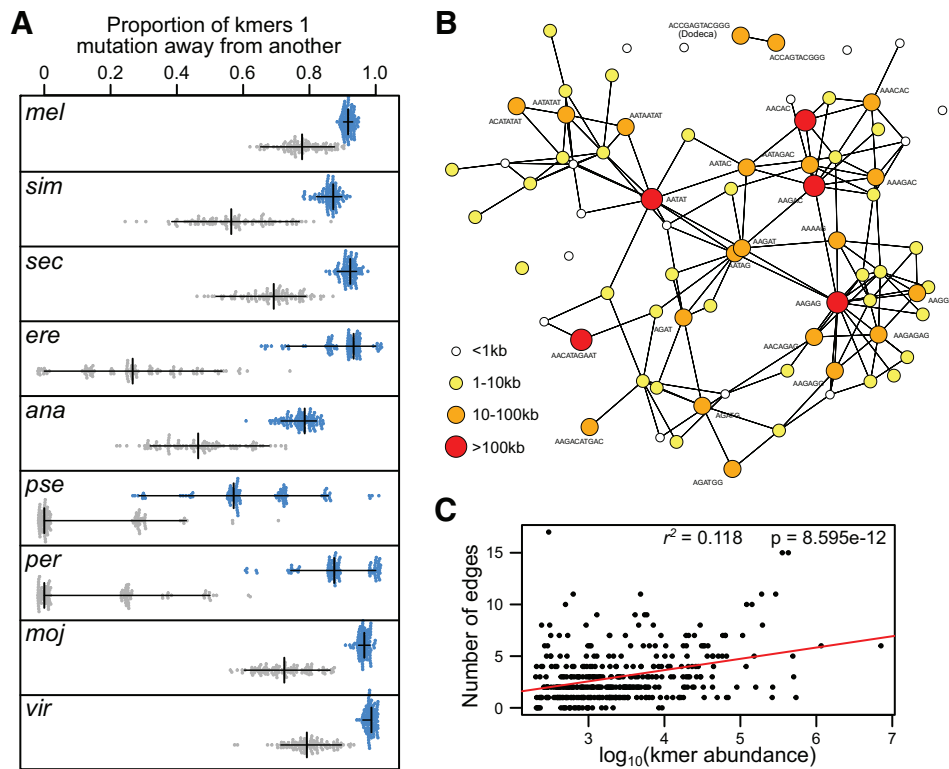 A
Proportion of kmers 1
mutation away from another
0 0.2 0.4 0.6 0.8 1.0
mel
sim
sec
ere
ana
pse
per
moj
vir
B
ACCGAGTACGGG
(Dodeca)
ACCAGTACGGG
AATATAT
ACATATAT
AATAATAT
AACAC
AAACAC
AATAC
AATAGAC
AAAGAC
AATAT
AAGAC
AAAAG
AAGAT
AATAG
AAGAG
AAGG
AGAT
AACATAGAAT
AACAGAG
AAGAGAG
AAGAGG
AGATG
AAGACATGAC
AGATGG
<1kb
1-10kb
10-100kb
>100kb
C
r² = 0.118 p = 8.595e-12
Number of edges
15
10
5
0
3 4 5 6 7
log₁₀(kmer abundance)